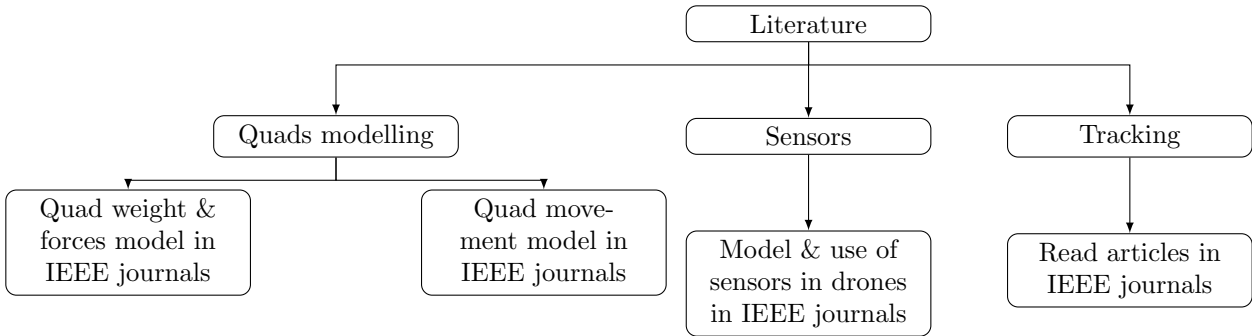 Literature
Quads modelling
Sensors
Tracking
Quad weight &
forces model in
IEEE journals
Quad move-
ment model in
IEEE journals
Model & use of
sensors in drones
in IEEE journals
Read articles in
IEEE journals